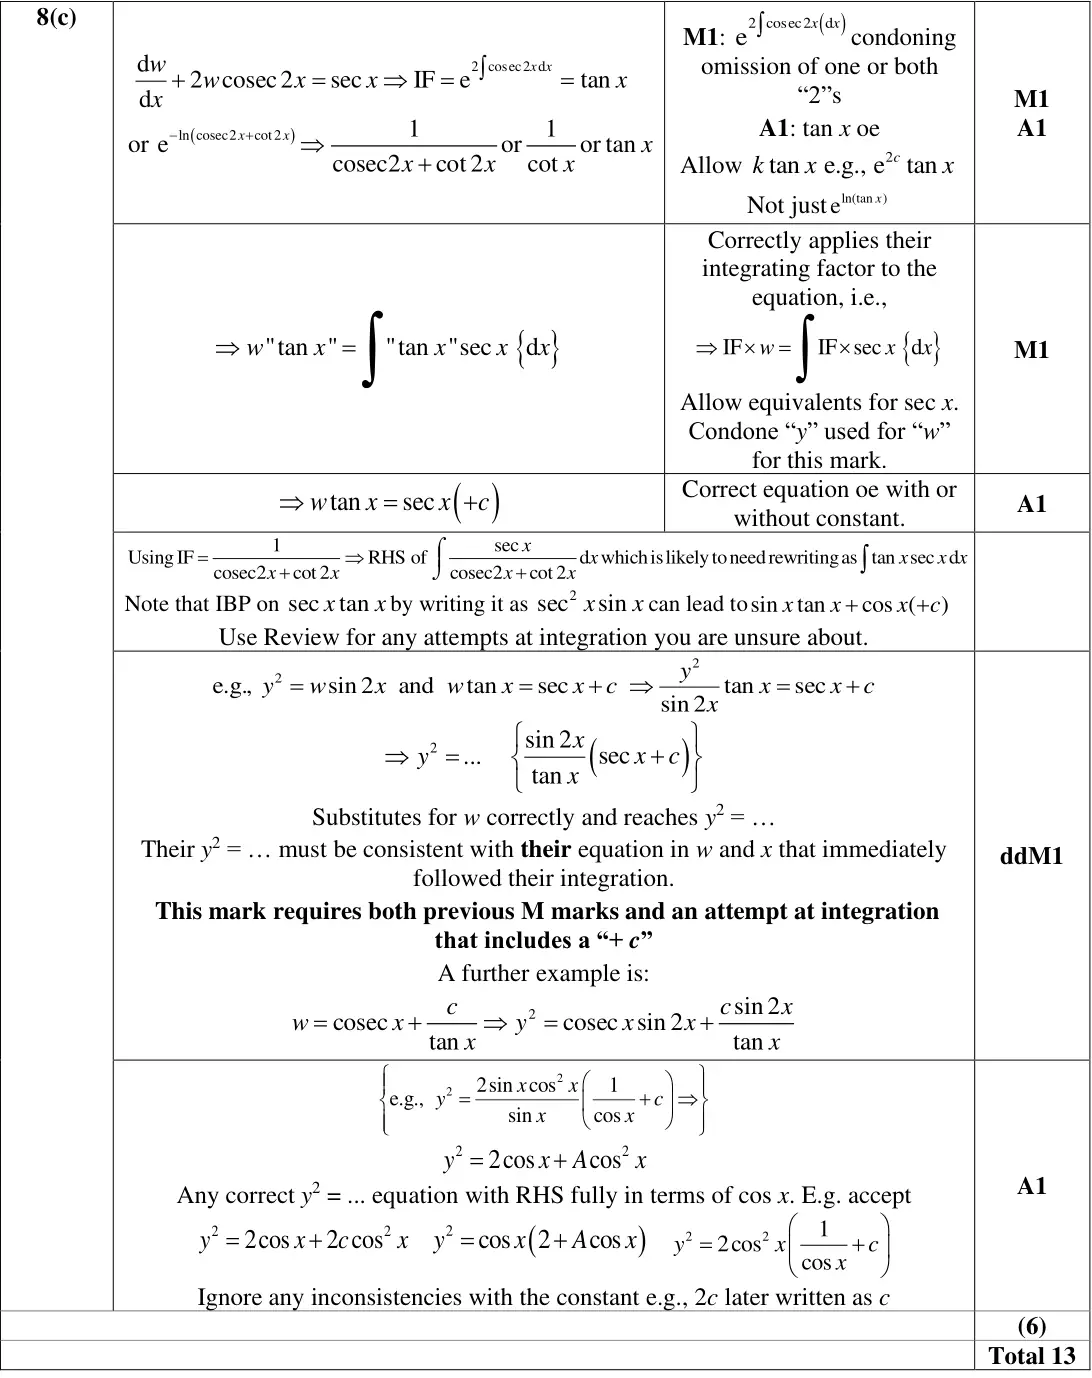 8(c)
dw/dx + 2w cosec 2x = sec x ⇒ IF = e^(2∫cosec 2x dx) = tan x
or e^(−ln(cosec2x+cot2x)) ⇒ 1/(cosec2x + cot 2x) or 1/(cot x) or tan x
M1: e^(2∫cosec 2x (dx)) condoning
omission of one or both
“2”s
A1: tan x oe
Allow k tan x e.g., e^(2c) tan x
Not just e^(ln(tan x))
M1
A1
⇒ w "tan x" = ∫ "tan x" sec x {dx}
Correctly applies their
integrating factor to the
equation, i.e.,
⇒ IF × w = ∫ IF × sec x {dx}
Allow equivalents for sec x.
Condone “y” used for “w”
for this mark.
M1
⇒ w tan x = sec x (+c)
Correct equation oe with or
without constant.
A1
Using IF = 1/(cosec2x + cot 2x) ⇒ RHS of ∫ sec x/(cosec2x + cot 2x) dx which is likely to need rewriting as ∫ tan x sec x dx
Note that IBP on sec x tan x by writing it as sec² x sin x can lead to sin x tan x + cos x(+c)
Use Review for any attempts at integration you are unsure about.
e.g., y² = w sin 2x and w tan x = sec x + c ⇒ y²/(sin 2x) tan x = sec x + c
⇒ y² = ... {sin 2x/tan x (sec x + c)}
Substitutes for w correctly and reaches y² = …
Their y² = … must be consistent with their equation in w and x that immediately
followed their integration.
This mark requires both previous M marks and an attempt at integration
that includes a “+ c”
A further example is:
w = cosec x + c/tan x ⇒ y² = cosec x sin 2x + c sin 2x/tan x
ddM1
{e.g., y² = 2sin x cos² x/sin x (1/cos x + c) ⇒}
y² = 2cos x + A cos² x
Any correct y² = ... equation with RHS fully in terms of cos x. E.g. accept
y² = 2cos x + 2c cos² x y² = cos x (2 + A cos x) y² = 2cos² x (1/cos x + c)
Ignore any inconsistencies with the constant e.g., 2c later written as c
A1
(6)
Total 13